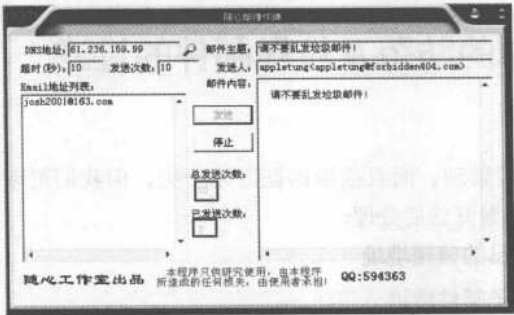 DNS地址: 61.236.159.99
邮件主题: 请不要乱发垃圾邮件!
超时(秒): 10 发送次数: 10
发送人: appletung<appletung@forbidden404.com>
Email地址列表:
邮件内容:
josh2001@163.com
请不要乱发垃圾邮件!
发送
停止
总发送次数:
已发送次数:
随心工作室出品
本程序只做研究使用, 由本程序
所造成的任何损失, 由使用者承担!
QQ:594363